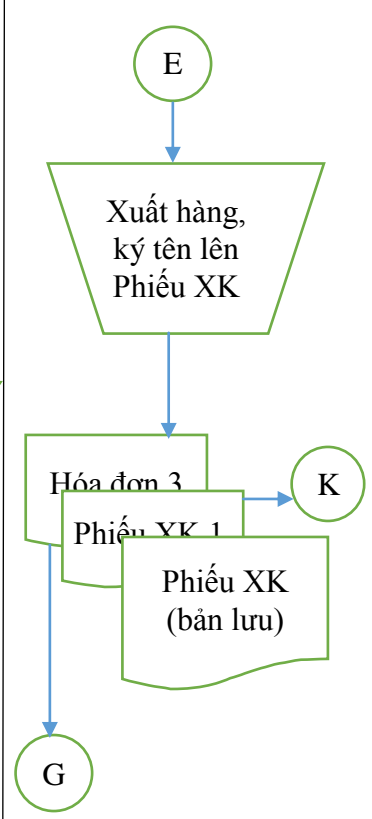 E
Xuất hàng,
ký tên lên
Phiếu XK
Hóa đơn 3
K
Phiếu XK 1
Phiếu XK
(bản lưu)
G